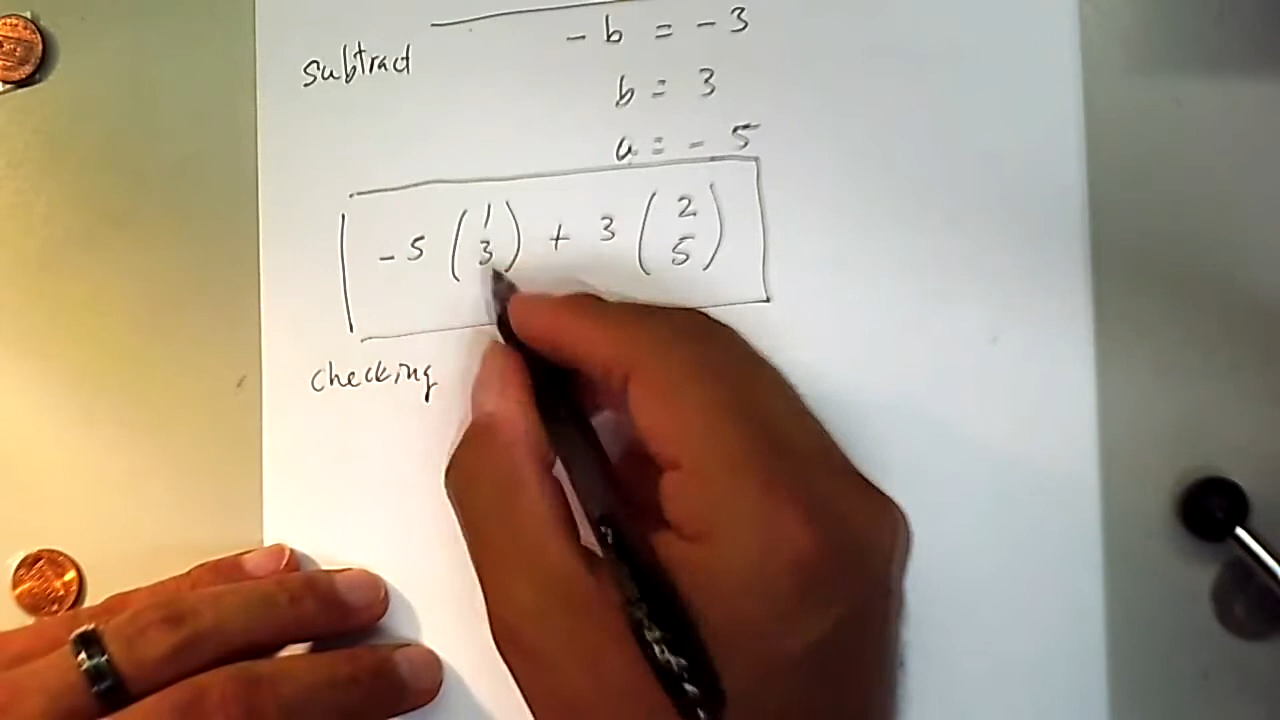 - b = - 3
subtract
b = 3
a = - 5
- 5 ( 1 3 ) + 3 ( 2 5 )
checking